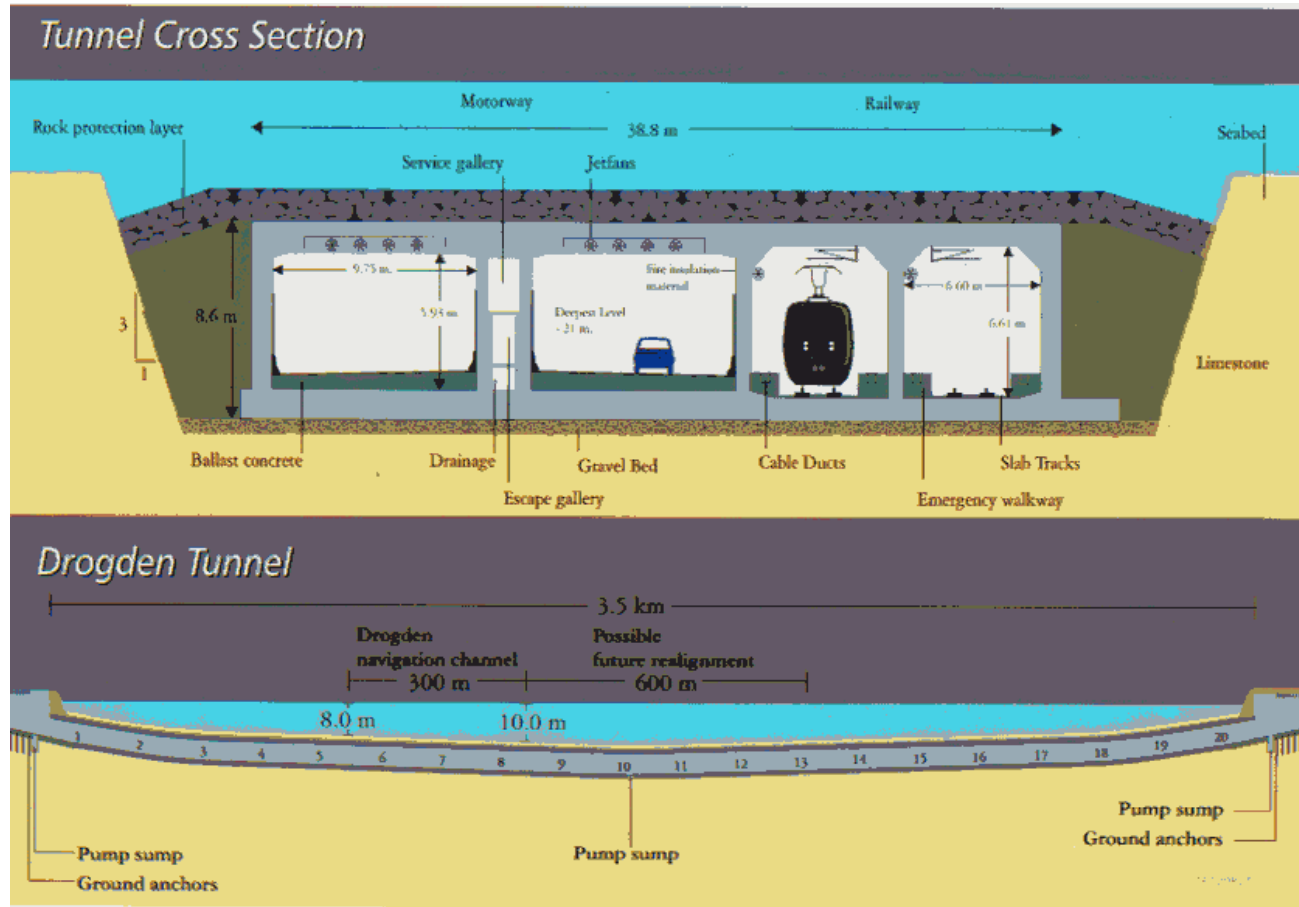 Tunnel Cross Section
Motorway
Railway
38.8 m
Rock protection layer
Seabed
Service gallery
Jetfans
9.75 m.
Fire insulation
material
6.60 m
8.6 m
5.93 m
Deepest Level
- 21 m.
6.61 m
3
1
Limestone
Ballast concrete
Drainage
Gravel Bed
Cable Ducts
Slab Tracks
Escape gallery
Emergency walkway
Drogden Tunnel
3.5 km
Drogden
navigation channel
300 m
Possible
future realignment
600 m
8.0 m
10.0 m
1 2 3 4 5 6 7 8 9 10 11 12 13 14 15 16 17 18 19 20
Pump sump
Ground anchors
Pump sump
Pump sump
Ground anchors